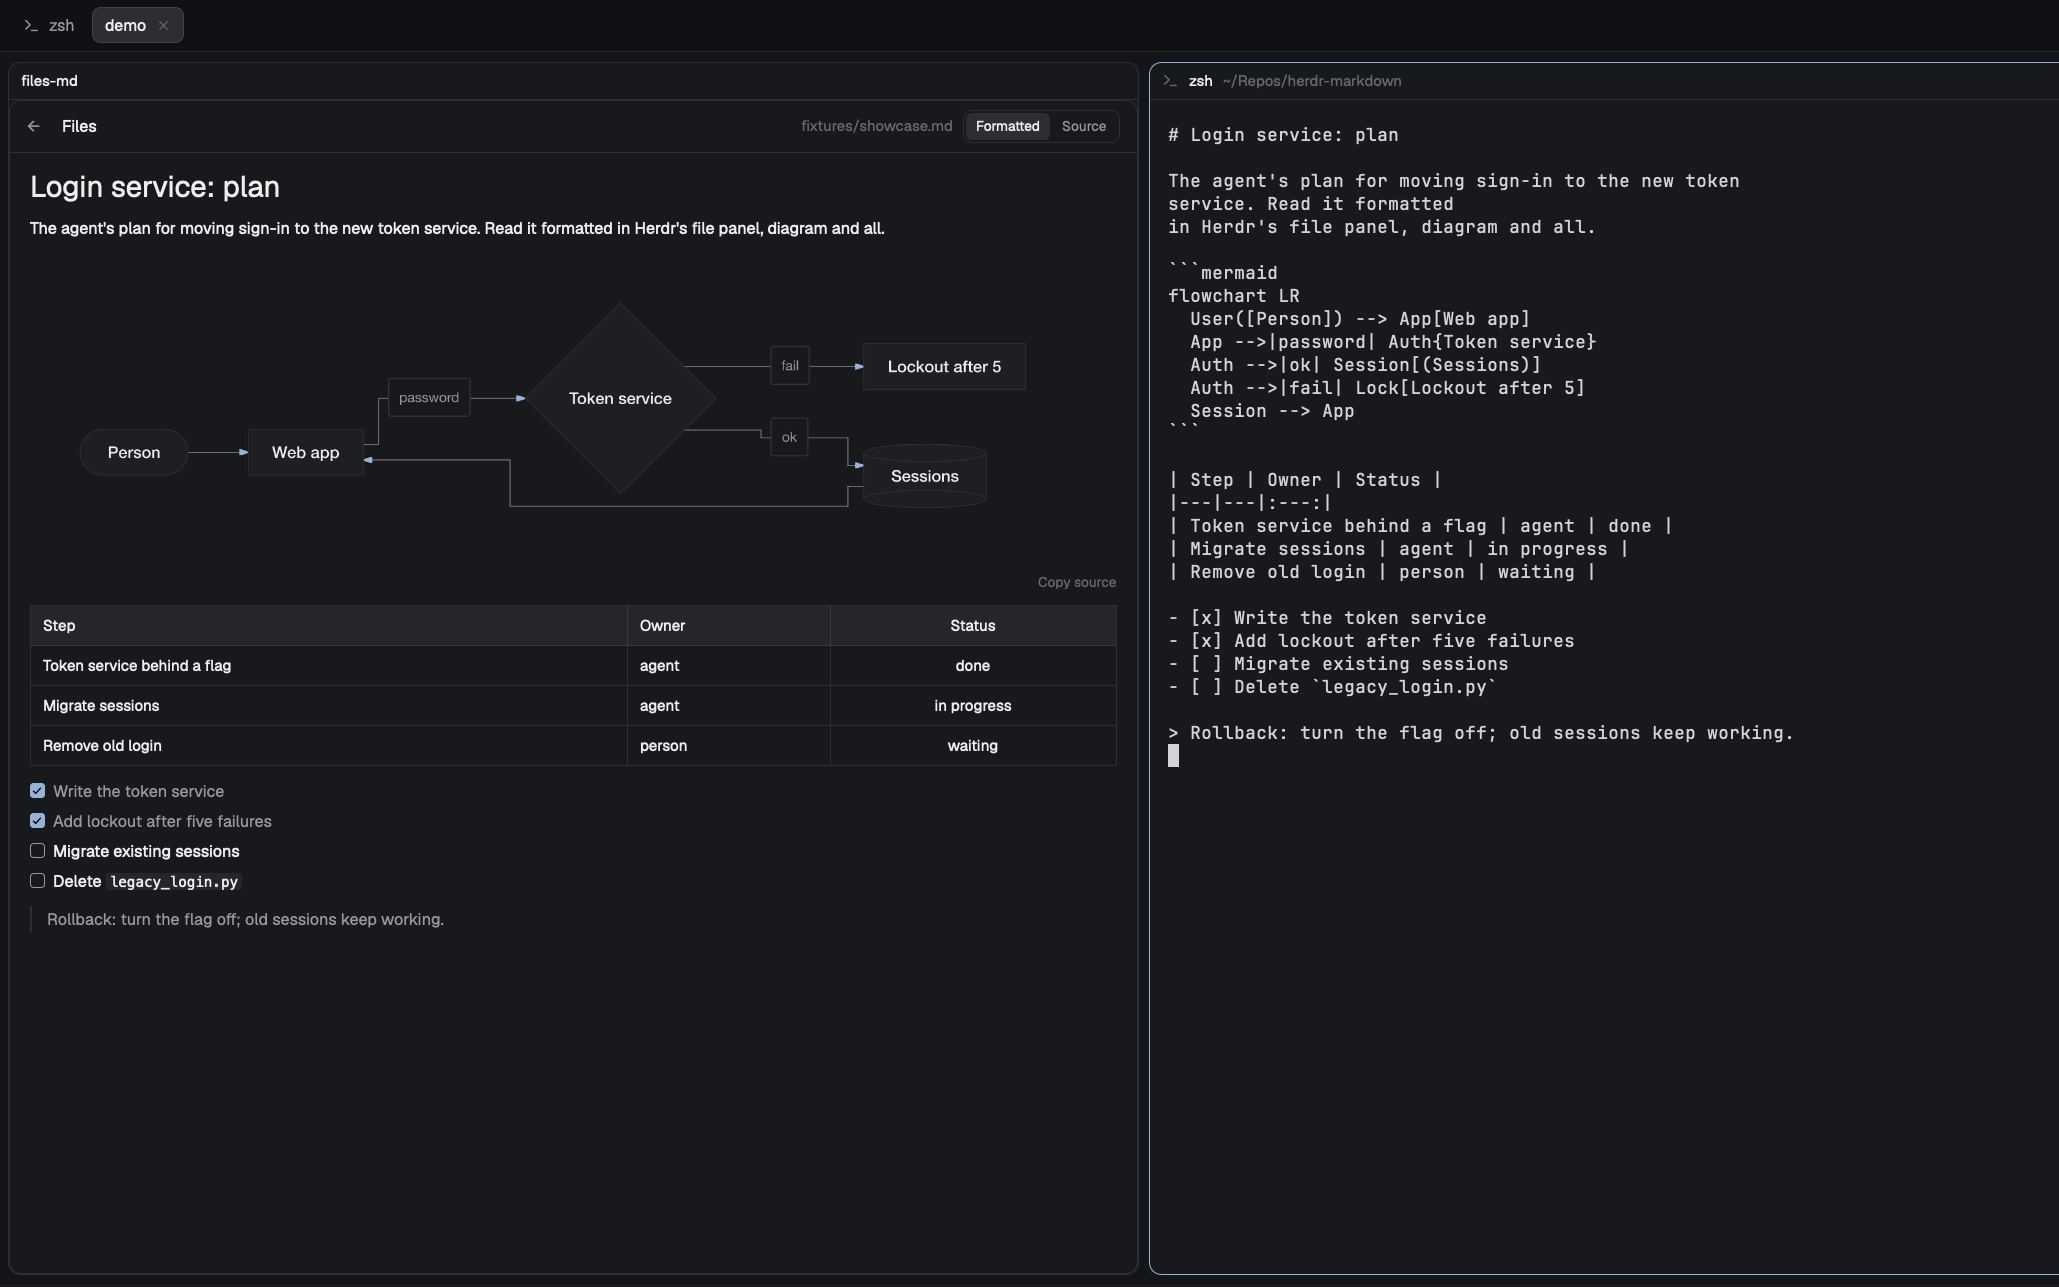 zsh
demo
files-md
Files
fixtures/showcase.md
Formatted
Source
Login service: plan
The agent's plan for moving sign-in to the new token service. Read it formatted in Herdr's file panel, diagram and all.
Person
Web app
password
Token service
fail
Lockout after 5
ok
Sessions
Copy source
Step Owner Status
Token service behind a flag agent done
Migrate sessions agent in progress
Remove old login person waiting
Write the token service
Add lockout after five failures
Migrate existing sessions
Delete legacy_login.py
Rollback: turn the flag off; old sessions keep working.
zsh ~/Repos/herdr-markdown
# Login service: plan
The agent's plan for moving sign-in to the new token
service. Read it formatted
in Herdr's file panel, diagram and all.
```mermaid
flowchart LR
  User([Person]) --> App[Web app]
  App -->|password| Auth{Token service}
  Auth -->|ok| Session[(Sessions)]
  Auth -->|fail| Lock[Lockout after 5]
  Session --> App
```
| Step | Owner | Status |
|---|---|:---:|
| Token service behind a flag | agent | done |
| Migrate sessions | agent | in progress |
| Remove old login | person | waiting |
- [x] Write the token service
- [x] Add lockout after five failures
- [ ] Migrate existing sessions
- [ ] Delete `legacy_login.py`
> Rollback: turn the flag off; old sessions keep working.